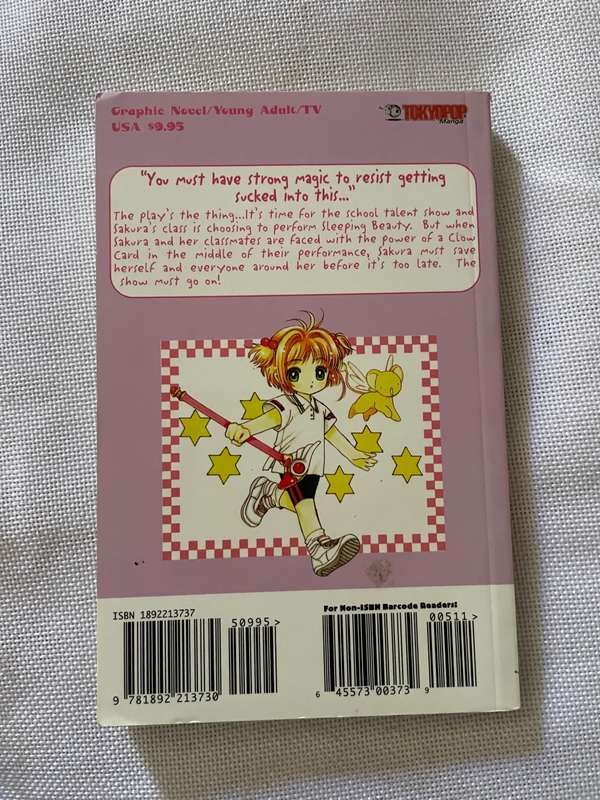 Graphic Novel/Young Adult/TV
USA $9.95
TOKYOPOP
Manga
"You must have strong magic to resist getting
sucked into this..."
The play's the thing...It's time for the school talent show and
Sakura's class is choosing to perform Sleeping Beauty. But when
Sakura and her classmates are faced with the power of a Clow
Card in the middle of their performance, Sakura must save
herself and everyone around her before it's too late. The
show must go on!
ISBN 1892213737
50995>
9 781892 213730
For Non-ISBN Barcode Readers!
00511>
6 45573 00373 9